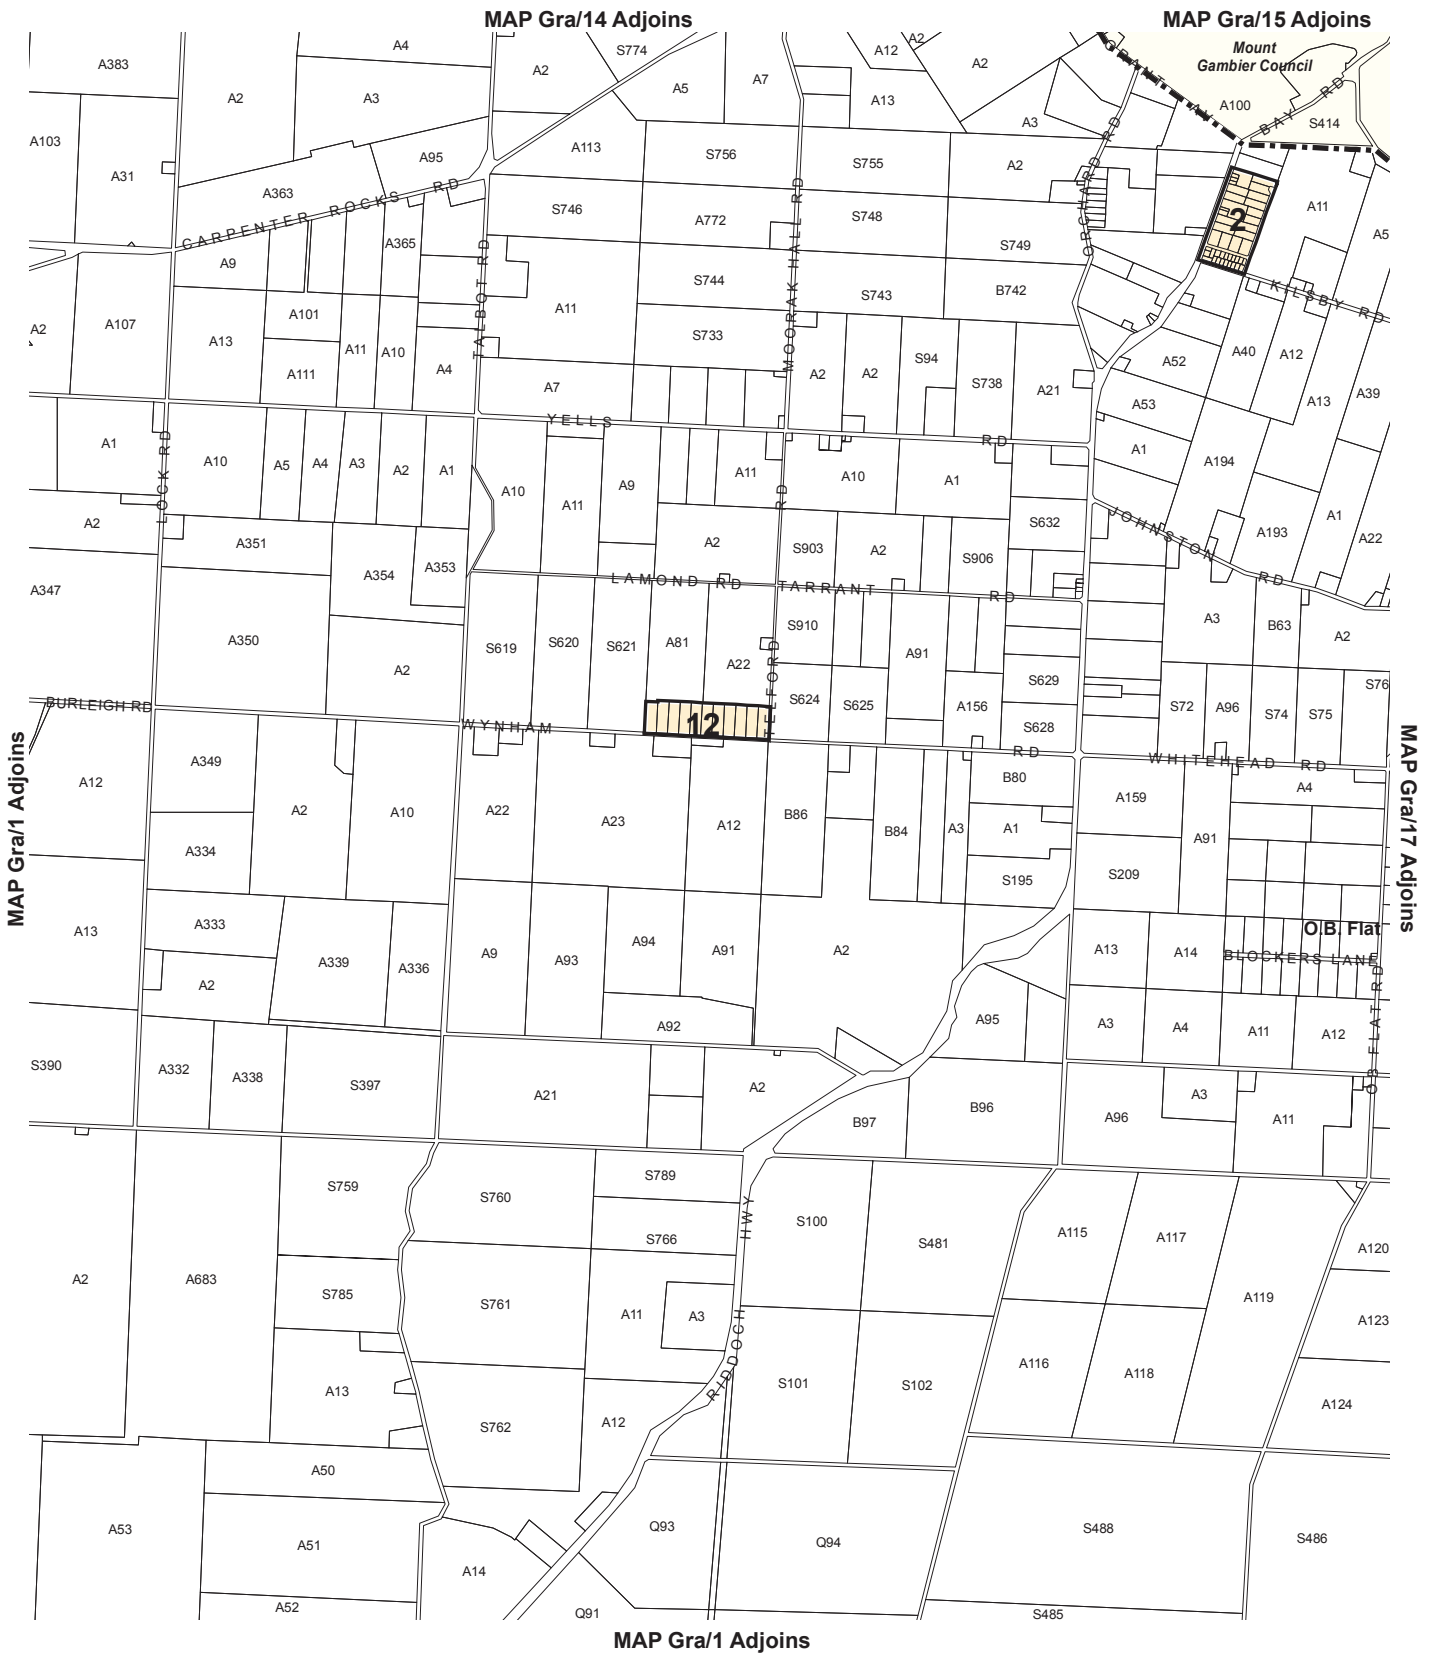 MAP Gra/14 Adjoins
MAP Gra/15 Adjoins
Mount
Gambier Council
A383
A2
A4
A3
A2
S774
A5
A7
A12
A2
A2
A13
A3
GRANT AV
A100
BAY RD
S414
A103
A31
A363
A95
A113
S756
S755
A2
ORCHARD RD
CARPENTER ROCKS RD
S746
A772
S748
S749
2
A11
A5
A9
A365
TALBOT RD
MOORAK HALL RD
S744
S743
B742
KILSBY RD
A2
A107
A13
A101
A111
A11
A10
A4
A11
S733
A7
A2
A2
S94
S738
A21
A52
A40
A12
A53
A13
A39
YELLS RD
A1
LOCK RD
A10
A5
A4
A3
A2
A1
A10
A11
A9
A11
A10
A1
A1
A194
A2
A351
A354
A353
A2
S903
A2
S906
S632
JOHNSTON RD
A193
A1
A22
A347
A350
A2
LAMOND RD
TARRANT RD
S619
S620
S621
A81
A22
TELFORD RD
S910
A91
B63
A3
A2
S624
S625
A156
S629
S628
S72
A96
S74
S75
S76
BURLEIGH RD
WYNHAM RD
12
WHITEHEAD RD
MAP Gra/1 Adjoins
MAP Gra/17 Adjoins
A12
A349
A334
A2
A10
A22
A23
A12
B86
B84
A3
B80
A1
S195
A159
S209
A91
A4
A13
A333
A2
A339
A336
A9
A93
A94
A91
A92
A2
A95
A13
A14
O.B. Flat
BLOCKERS LANE
A3
A4
A11
A12
OB FLAT RD
S390
A332
A338
S397
A21
A2
B97
B96
A96
A3
A11
A2
A683
S759
S785
A13
S760
S761
S762
S789
S766
A11
A3
A12
RIDDOCH HWY
S100
S481
S101
S102
A115
A117
A116
A118
A119
A120
A123
A124
A53
A50
A51
A52
A14
Q93
Q94
Q91
S488
S486
S485
MAP Gra/1 Adjoins